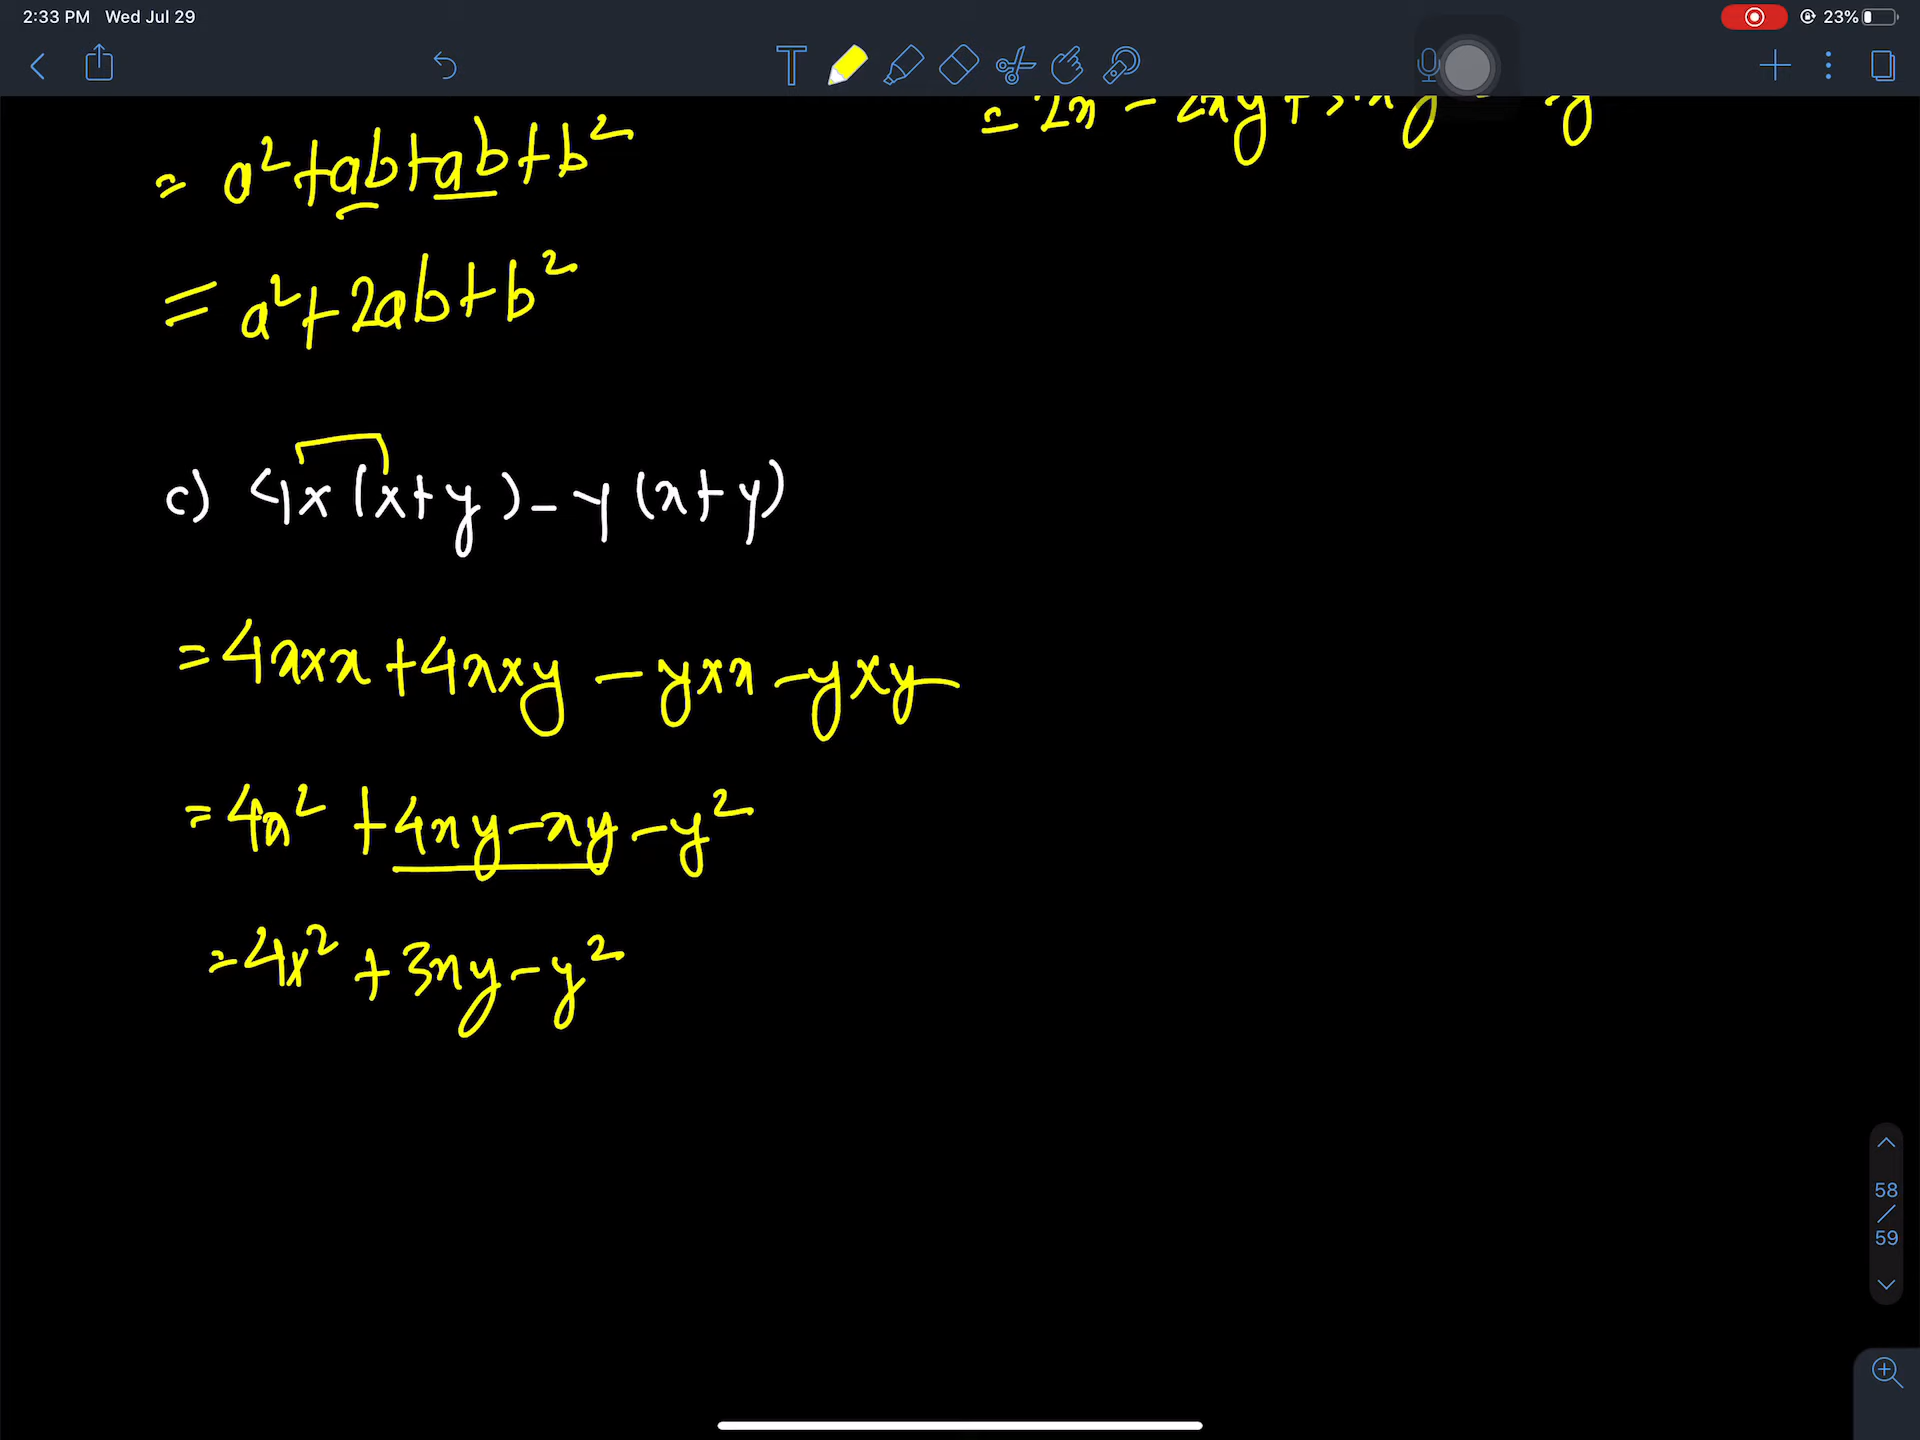 2:33 PM Wed Jul 29
23%
= a²+ab+ab+b²
= a²+2ab+b²
c) 4x(x+y)-y(x+y)
=4x×x+4x×y-y×x-y×y
=4x²+4xy-xy-y²
=4x²+3xy-y²
58
/
59